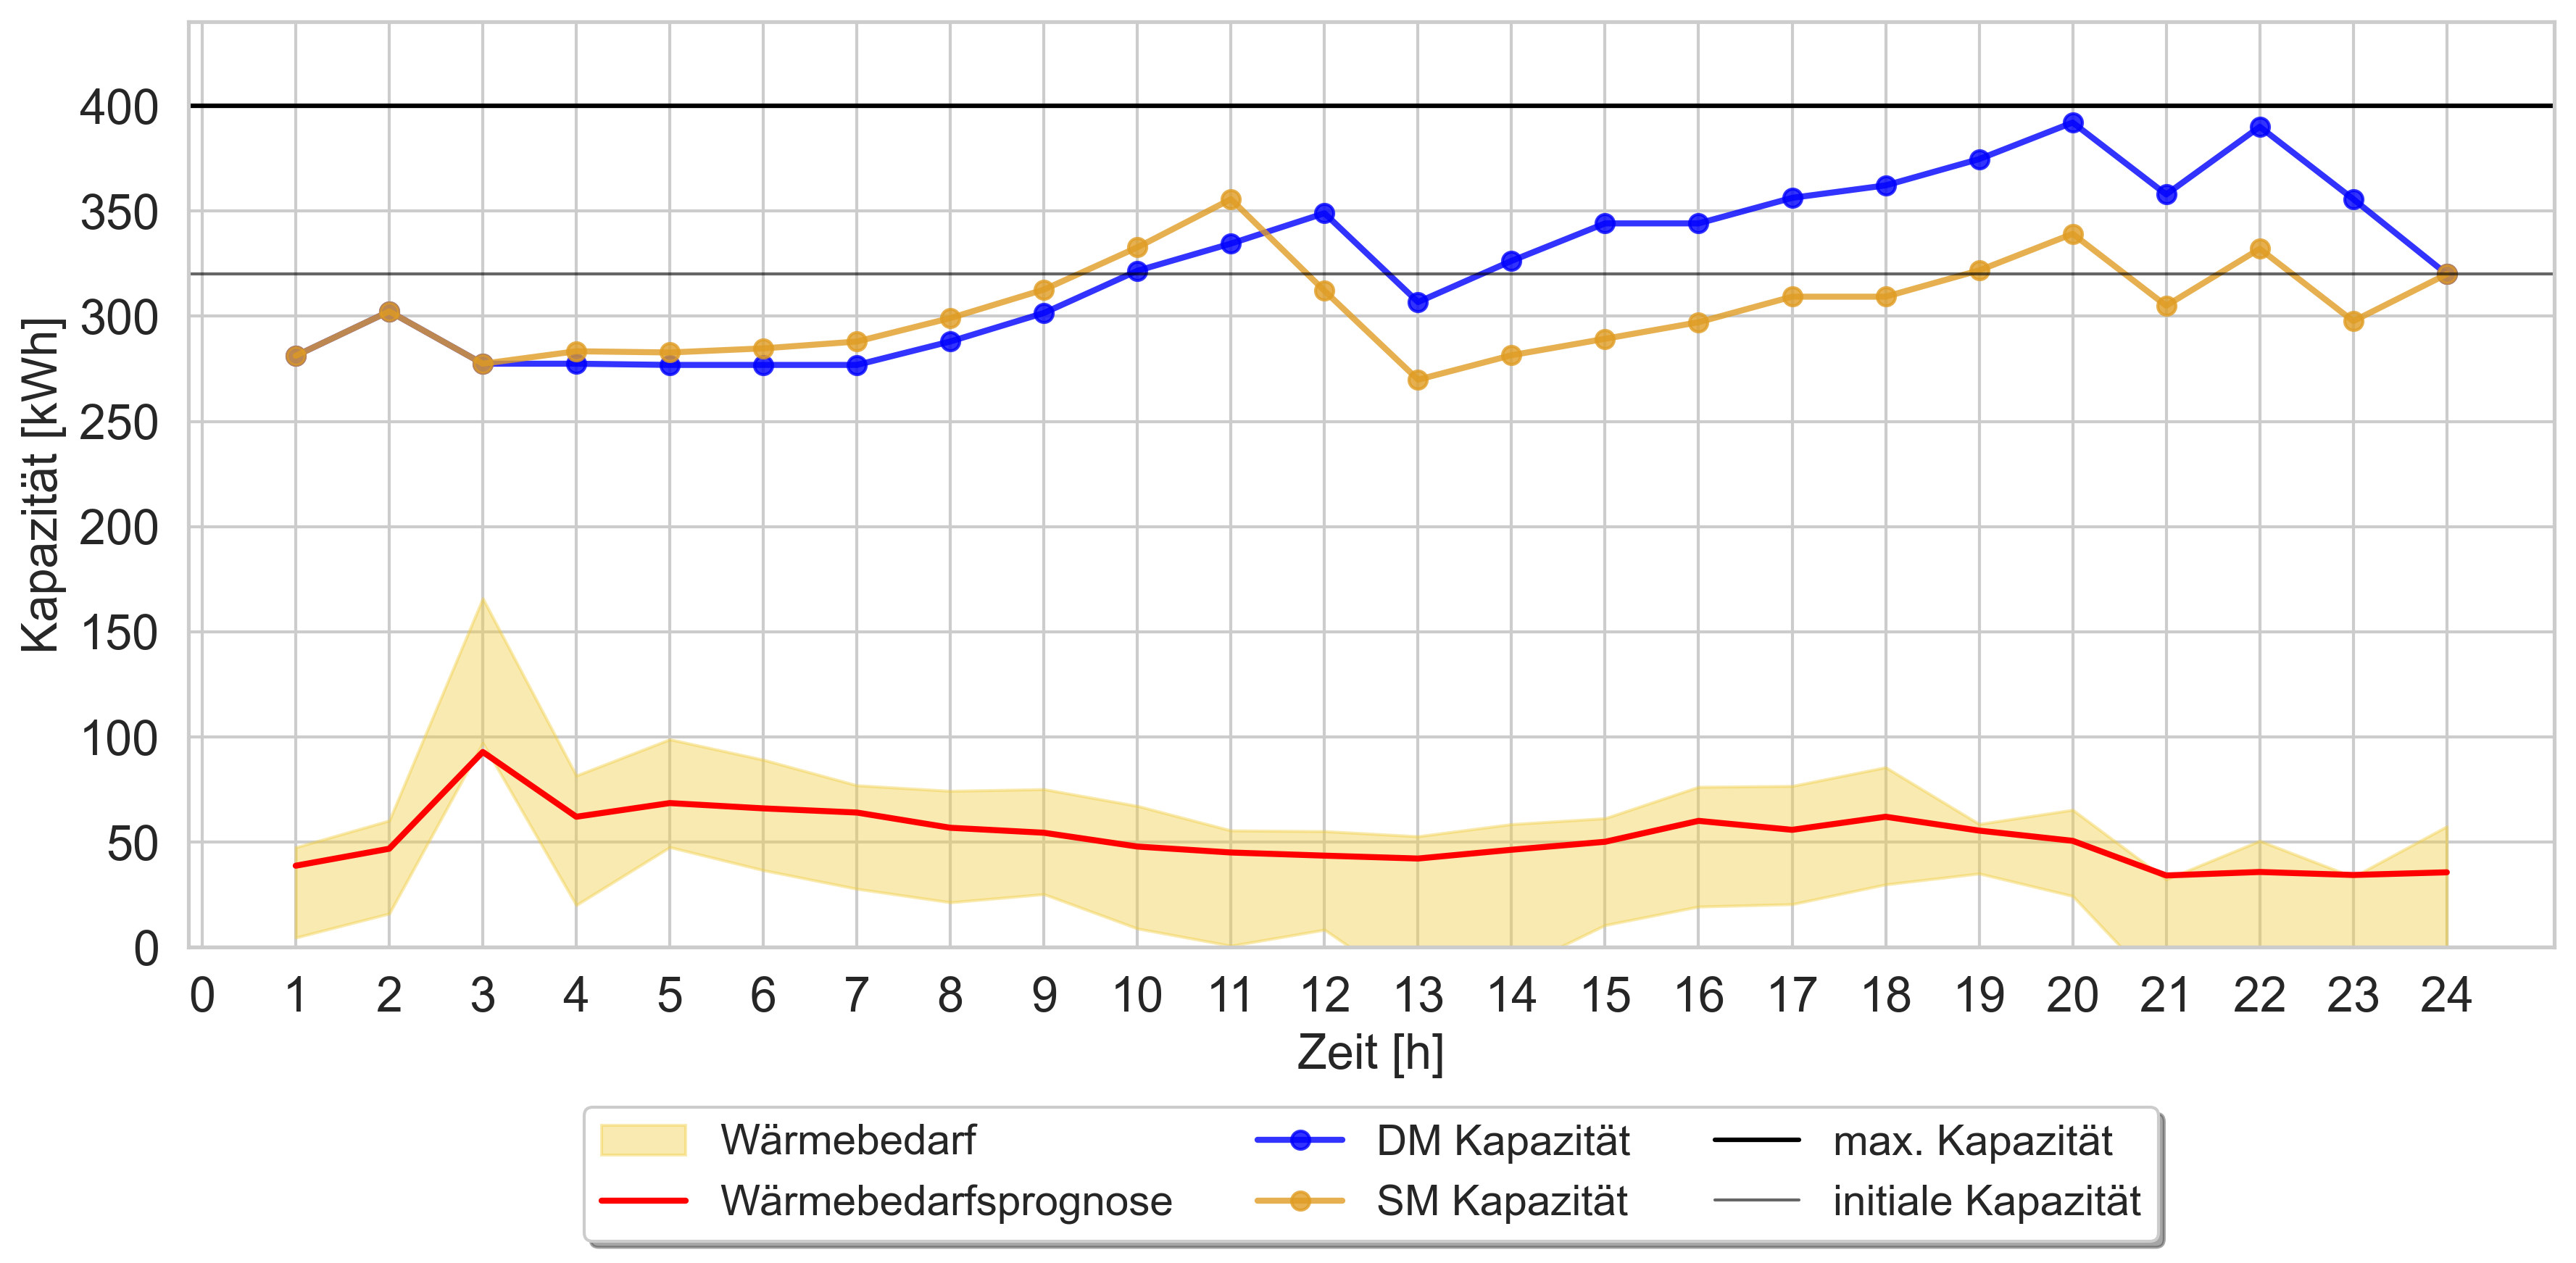 Kapazität [kWh]
400
350
300
250
200
150
100
50
0
0 1 2 3 4 5 6 7 8 9 10 11 12 13 14 15 16 17 18 19 20 21 22 23 24
Zeit [h]
Wärmebedarf DM Kapazität max. Kapazität
Wärmebedarfsprognose SM Kapazität initiale Kapazität